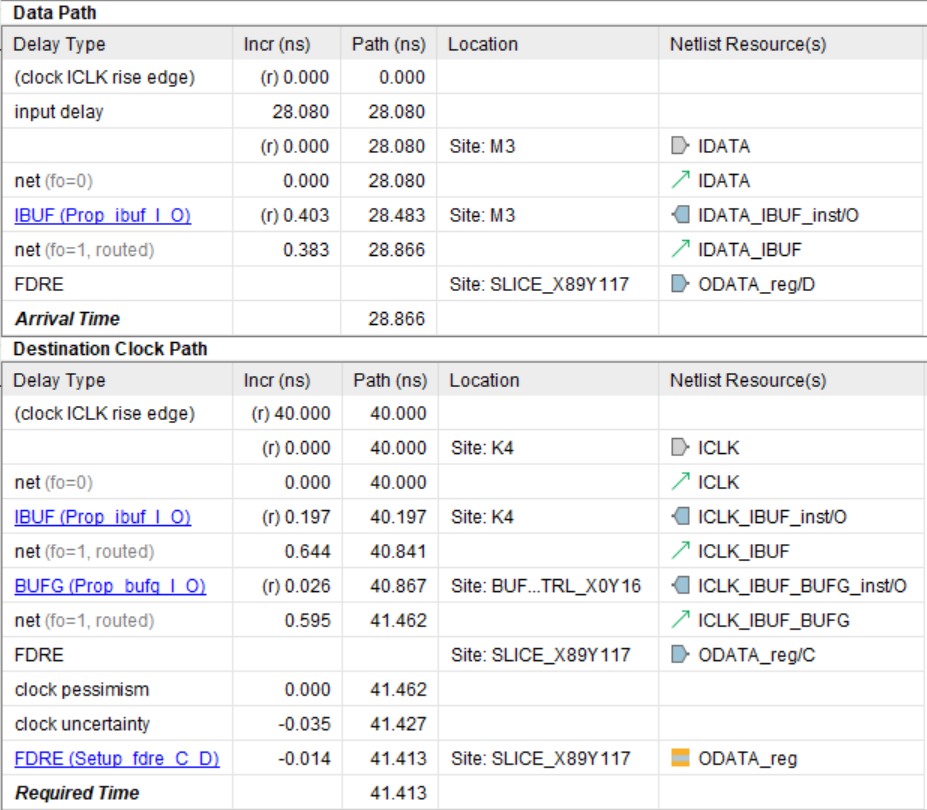 Data Path
Delay Type Incr (ns) Path (ns) Location Netlist Resource(s)
(clock ICLK rise edge) (r) 0.000 0.000
input delay 28.080 28.080
(r) 0.000 28.080 Site: M3 IDATA
net (fo=0) 0.000 28.080 IDATA
IBUF (Prop_ibuf_I_O) (r) 0.403 28.483 Site: M3 IDATA_IBUF_inst/O
net (fo=1, routed) 0.383 28.866 IDATA_IBUF
FDRE Site: SLICE_X89Y117 ODATA_reg/D
Arrival Time 28.866
Destination Clock Path
Delay Type Incr (ns) Path (ns) Location Netlist Resource(s)
(clock ICLK rise edge) (r) 40.000 40.000
(r) 0.000 40.000 Site: K4 ICLK
net (fo=0) 0.000 40.000 ICLK
IBUF (Prop_ibuf_I_O) (r) 0.197 40.197 Site: K4 ICLK_IBUF_inst/O
net (fo=1, routed) 0.644 40.841 ICLK_IBUF
BUFG (Prop_bufg_I_O) (r) 0.026 40.867 Site: BUF...TRL_X0Y16 ICLK_IBUF_BUFG_inst/O
net (fo=1, routed) 0.595 41.462 ICLK_IBUF_BUFG
FDRE Site: SLICE_X89Y117 ODATA_reg/C
clock pessimism 0.000 41.462
clock uncertainty -0.035 41.427
FDRE (Setup_fdre_C_D) -0.014 41.413 Site: SLICE_X89Y117 ODATA_reg
Required Time 41.413